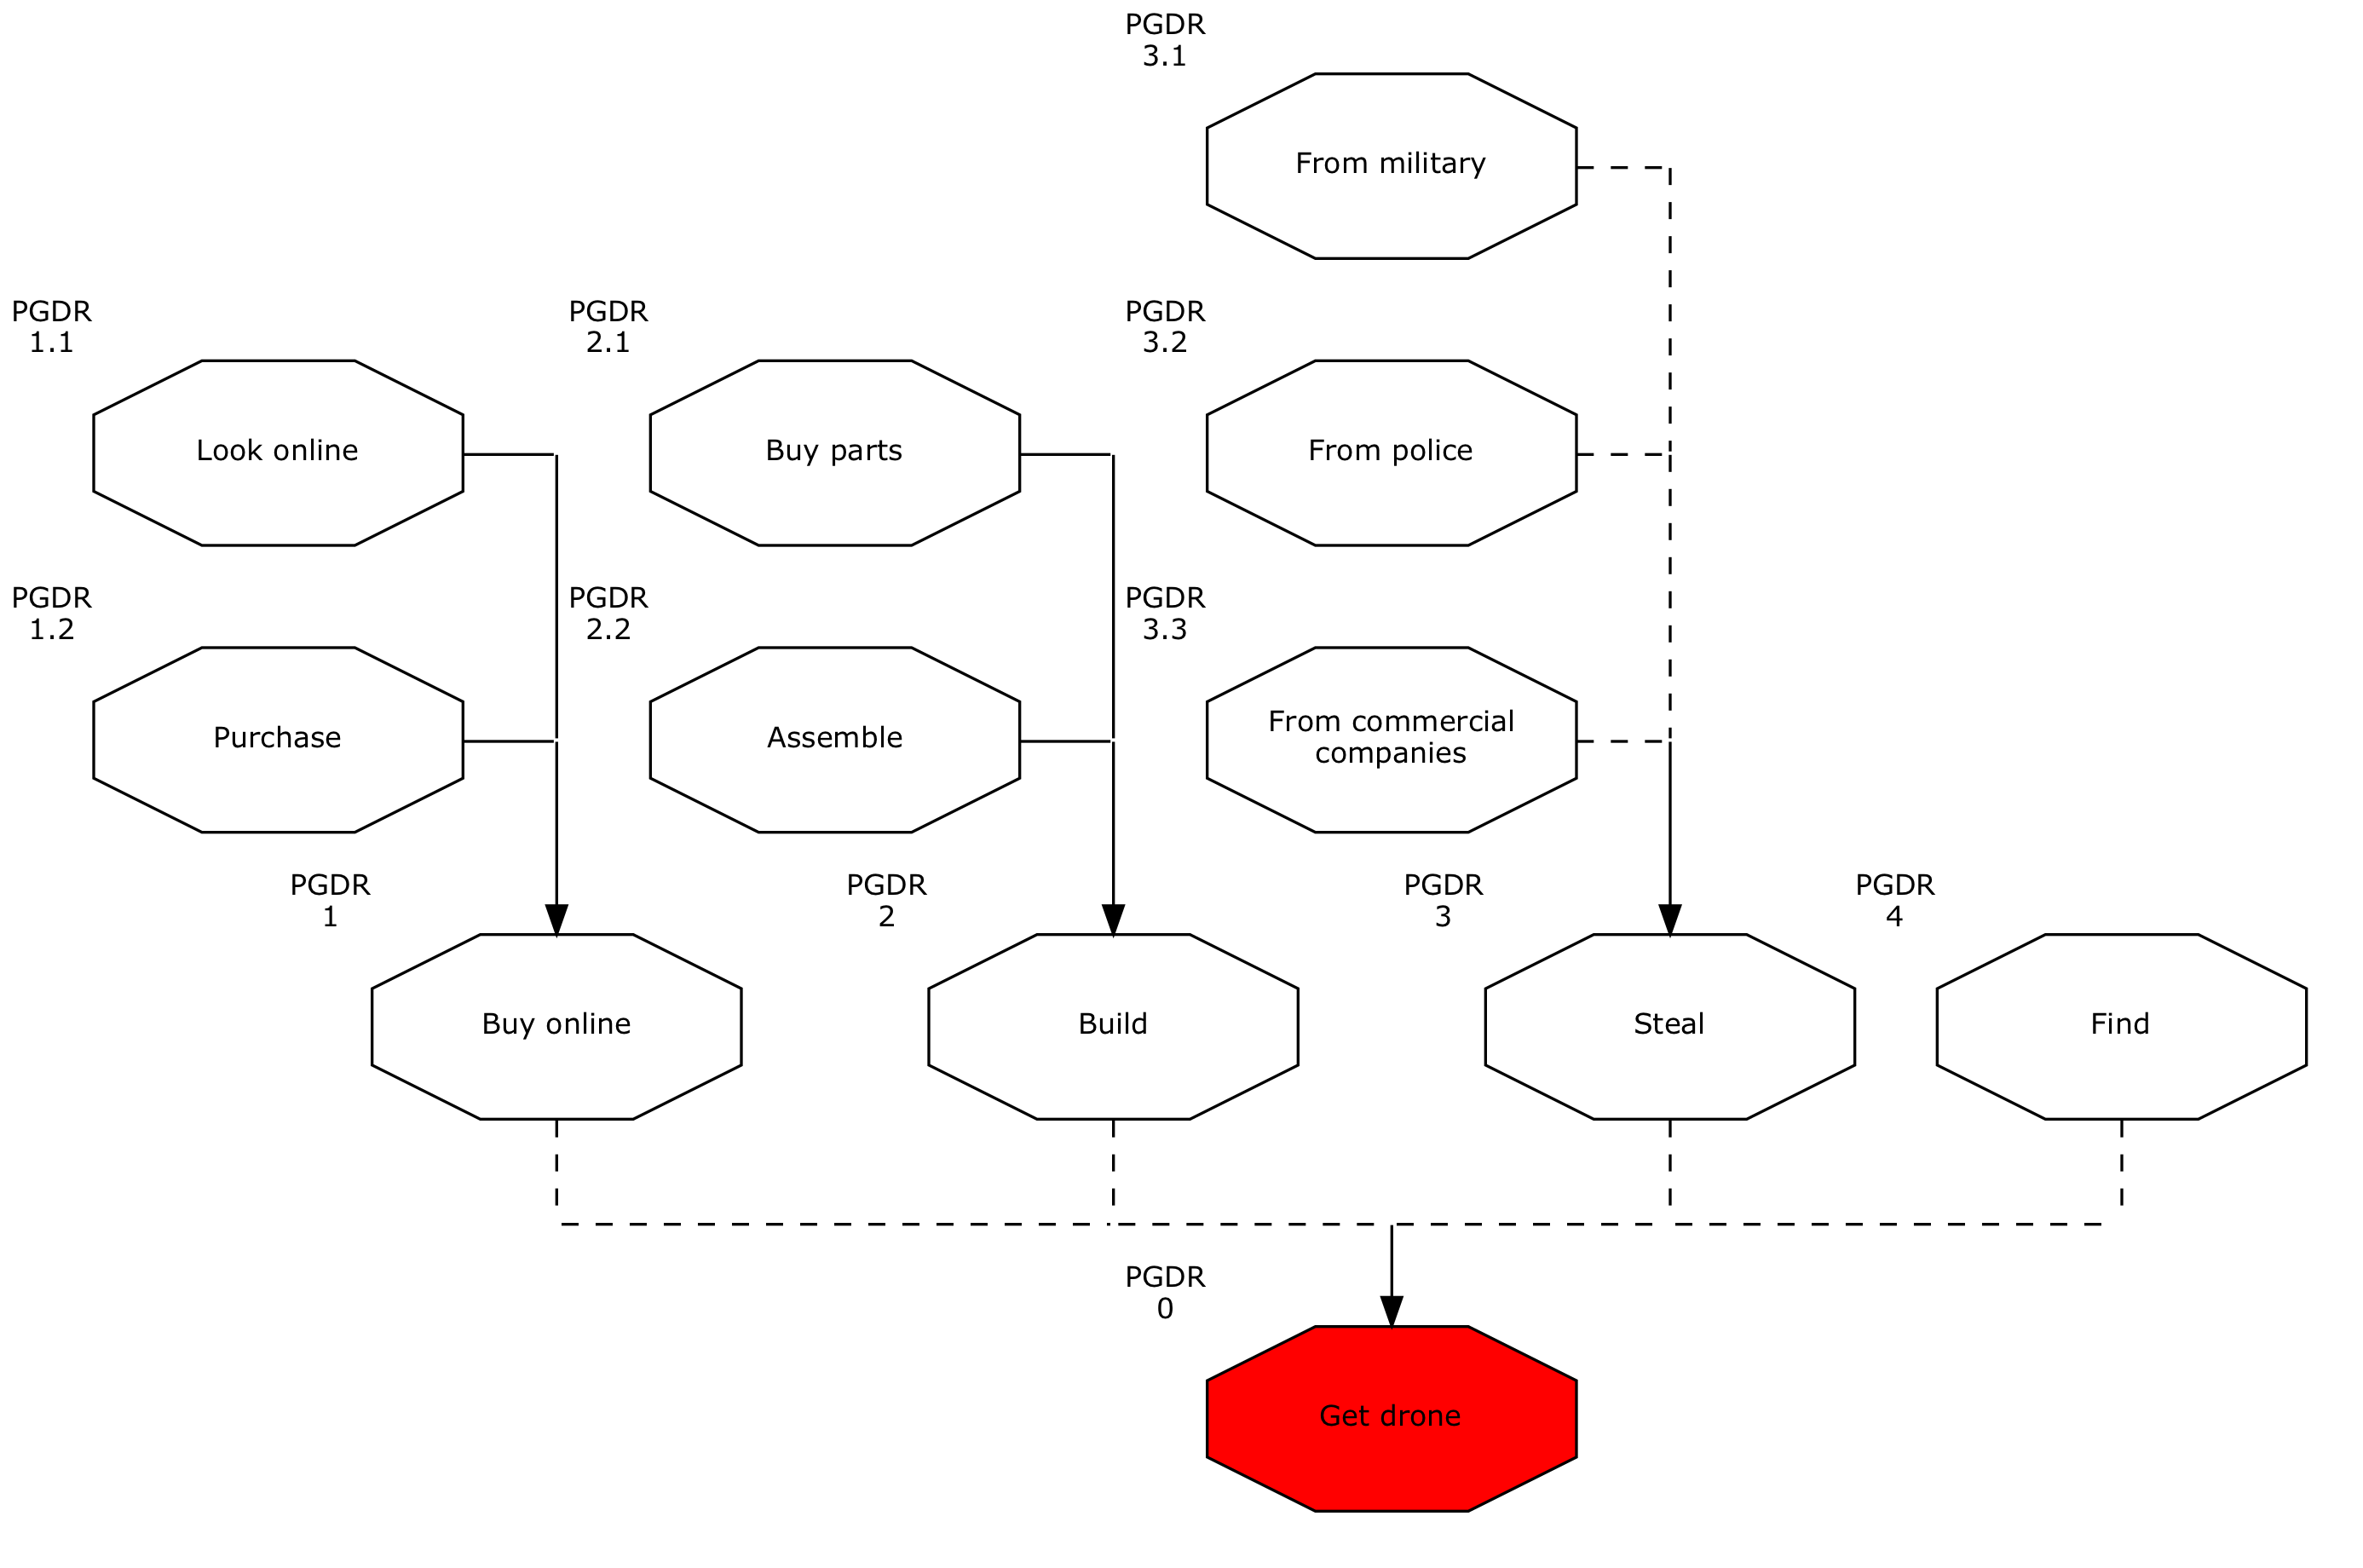 PGDR
3.1
From military
PGDR
1.1
PGDR
2.1
PGDR
3.2
Look online
Buy parts
From police
PGDR
1.2
PGDR
2.2
PGDR
3.3
Purchase
Assemble
From commercial
companies
PGDR
1
PGDR
2
PGDR
3
PGDR
4
Buy online
Build
Steal
Find
PGDR
0
Get drone